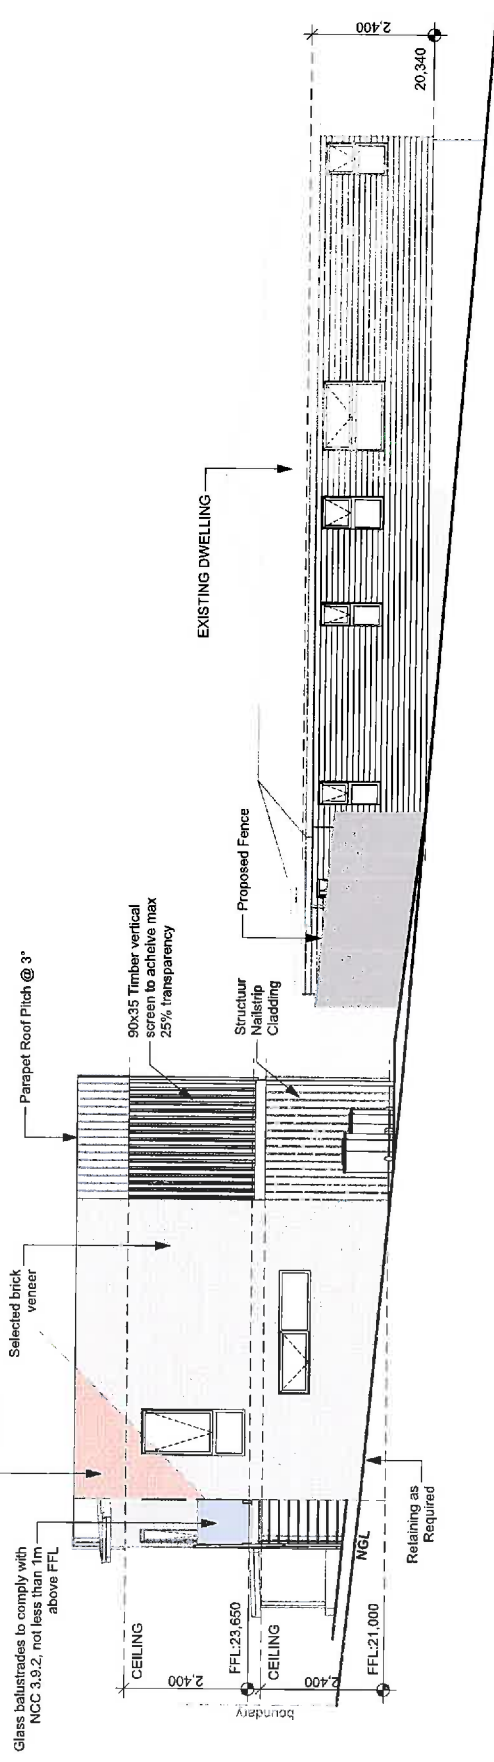 Glass balustrades to comply with
NCC 3.9.2, not less than 1m
above FFL
Selected brick
veneer
Parapet Roof Pitch @ 3°
90x35 Timber vertical
screen to acheive max
25% transparency
Structuur
Nailstrip
Cladding
Proposed Fence
EXISTING DWELLING
2,400
20,340
CEILING
2,400
FFL:23,650
CEILING
2,400
FFL:21,000
boundary
NGL
Retaining as
Required